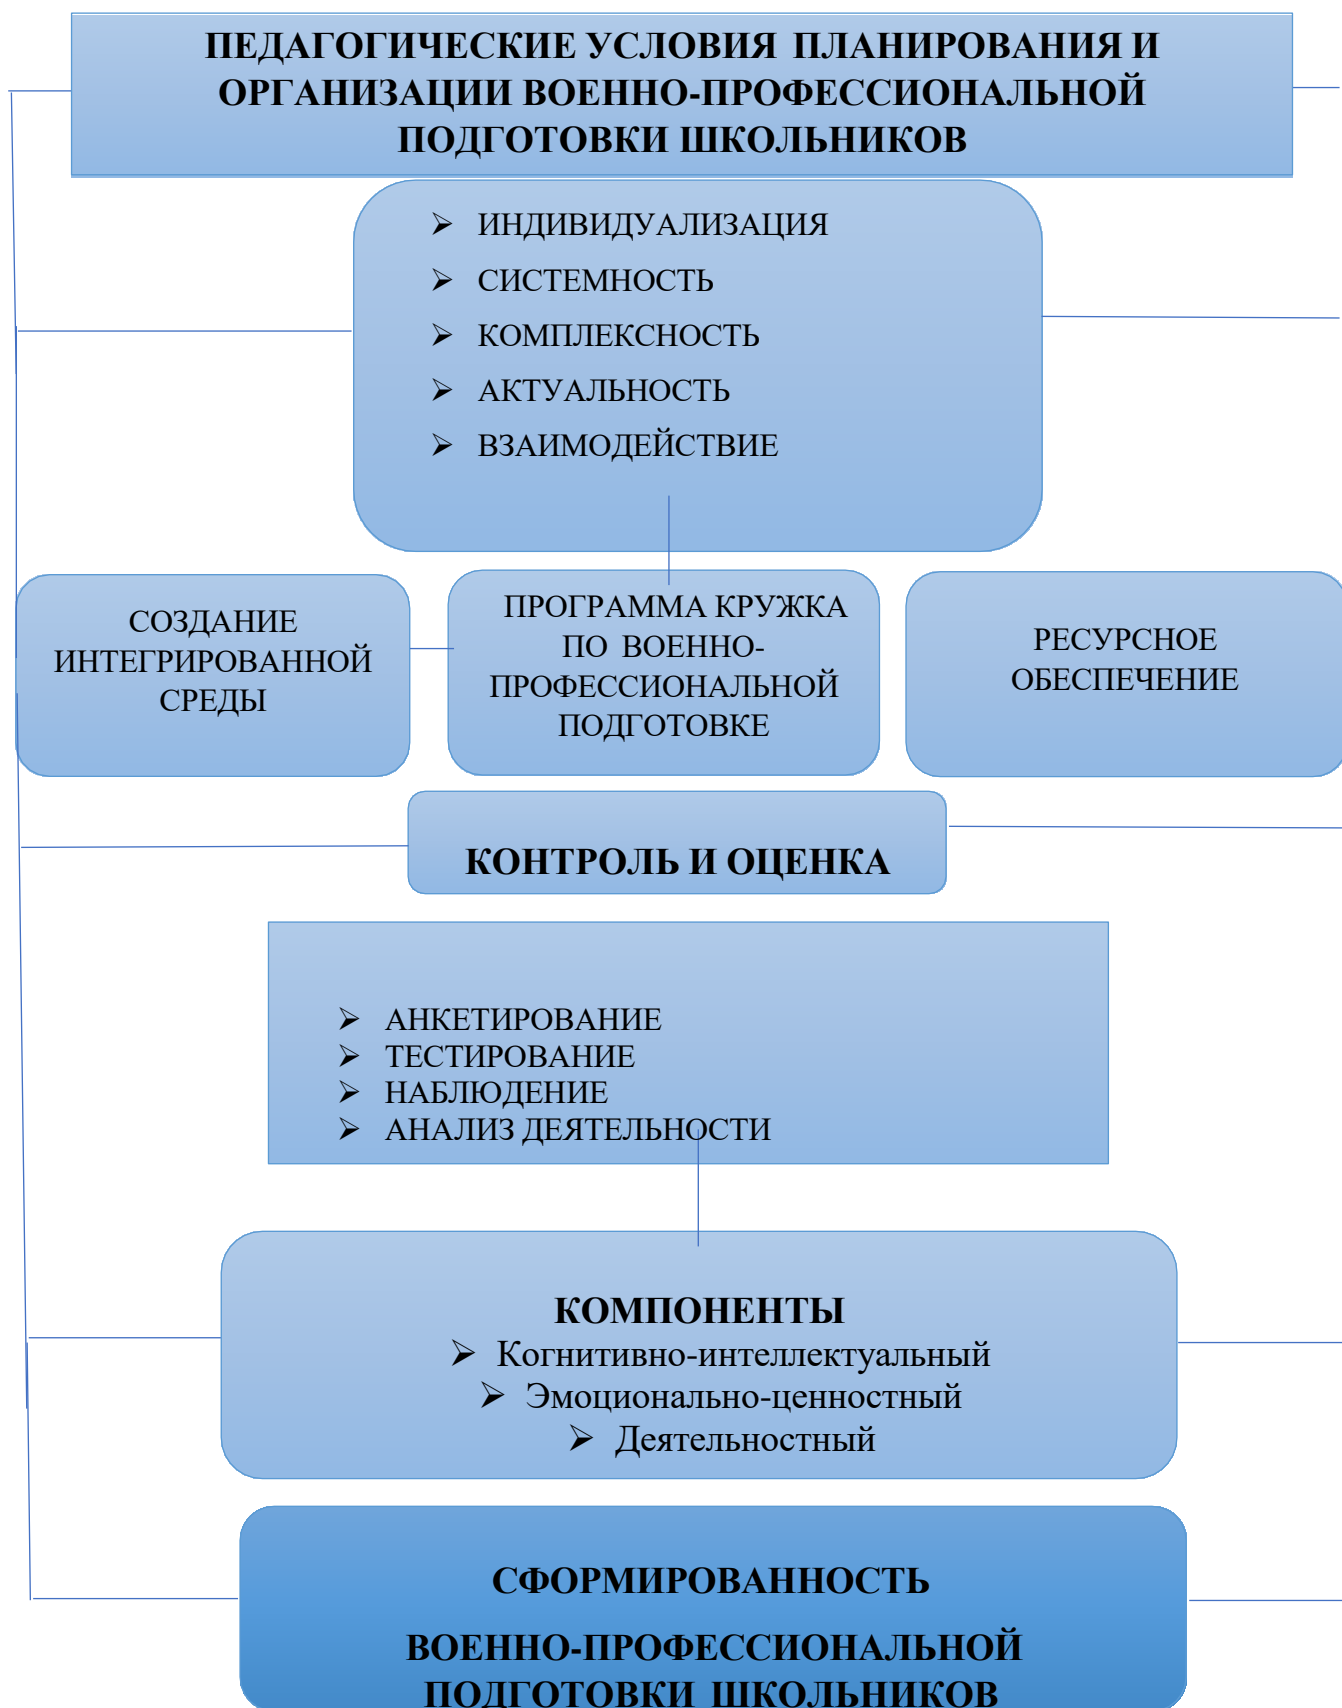 ПЕДАГОГИЧЕСКИЕ УСЛОВИЯ ПЛАНИРОВАНИЯ И
ОРГАНИЗАЦИИ ВОЕННО-ПРОФЕССИОНАЛЬНОЙ
ПОДГОТОВКИ ШКОЛЬНИКОВ
➢ ИНДИВИДУАЛИЗАЦИЯ
➢ СИСТЕМНОСТЬ
➢ КОМПЛЕКСНОСТЬ
➢ АКТУАЛЬНОСТЬ
➢ ВЗАИМОДЕЙСТВИЕ
СОЗДАНИЕ
ИНТЕГРИРОВАННОЙ
СРЕДЫ
ПРОГРАММА КРУЖКА
ПО ВОЕННО-
ПРОФЕССИОНАЛЬНОЙ
ПОДГОТОВКЕ
РЕСУРСНОЕ
ОБЕСПЕЧЕНИЕ
КОНТРОЛЬ И ОЦЕНКА
➢ АНКЕТИРОВАНИЕ
➢ ТЕСТИРОВАНИЕ
➢ НАБЛЮДЕНИЕ
➢ АНАЛИЗ ДЕЯТЕЛЬНОСТИ
КОМПОНЕНТЫ
➢ Когнитивно-интеллектуальный
➢ Эмоционально-ценностный
➢ Деятельностный
СФОРМИРОВАННОСТЬ
ВОЕННО-ПРОФЕССИОНАЛЬНОЙ
ПОДГОТОВКИ ШКОЛЬНИКОВ